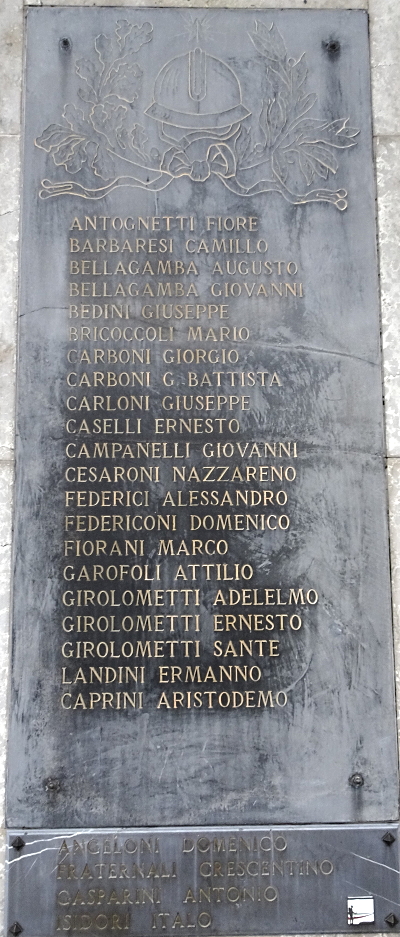 ANTOGNETTI FIORE
BARBARESI CAMILLO
BELLAGAMBA AUGUSTO
BELLAGAMBA GIOVANNI
BEDINI GIUSEPPE
BRICOCCOLI MARIO
CARBONI GIORGIO
CARBONI G. BATTISTA
CARLONI GIUSEPPE
CASELLI ERNESTO
CAMPANELLI GIOVANNI
CESARONI NAZZARENO
FEDERICI ALESSANDRO
FEDERICONI DOMENICO
FIORANI MARCO
GAROFOLI ATTILIO
GIROLOMETTI ADELELMO
GIROLOMETTI ERNESTO
GIROLOMETTI SANTE
LANDINI ERMANNO
CAPRINI ARISTODEMO
ANGELONI DOMENICO
FRATERNALI CRESCENTINO
GASPARINI ANTONIO
ISIDORI ITALO